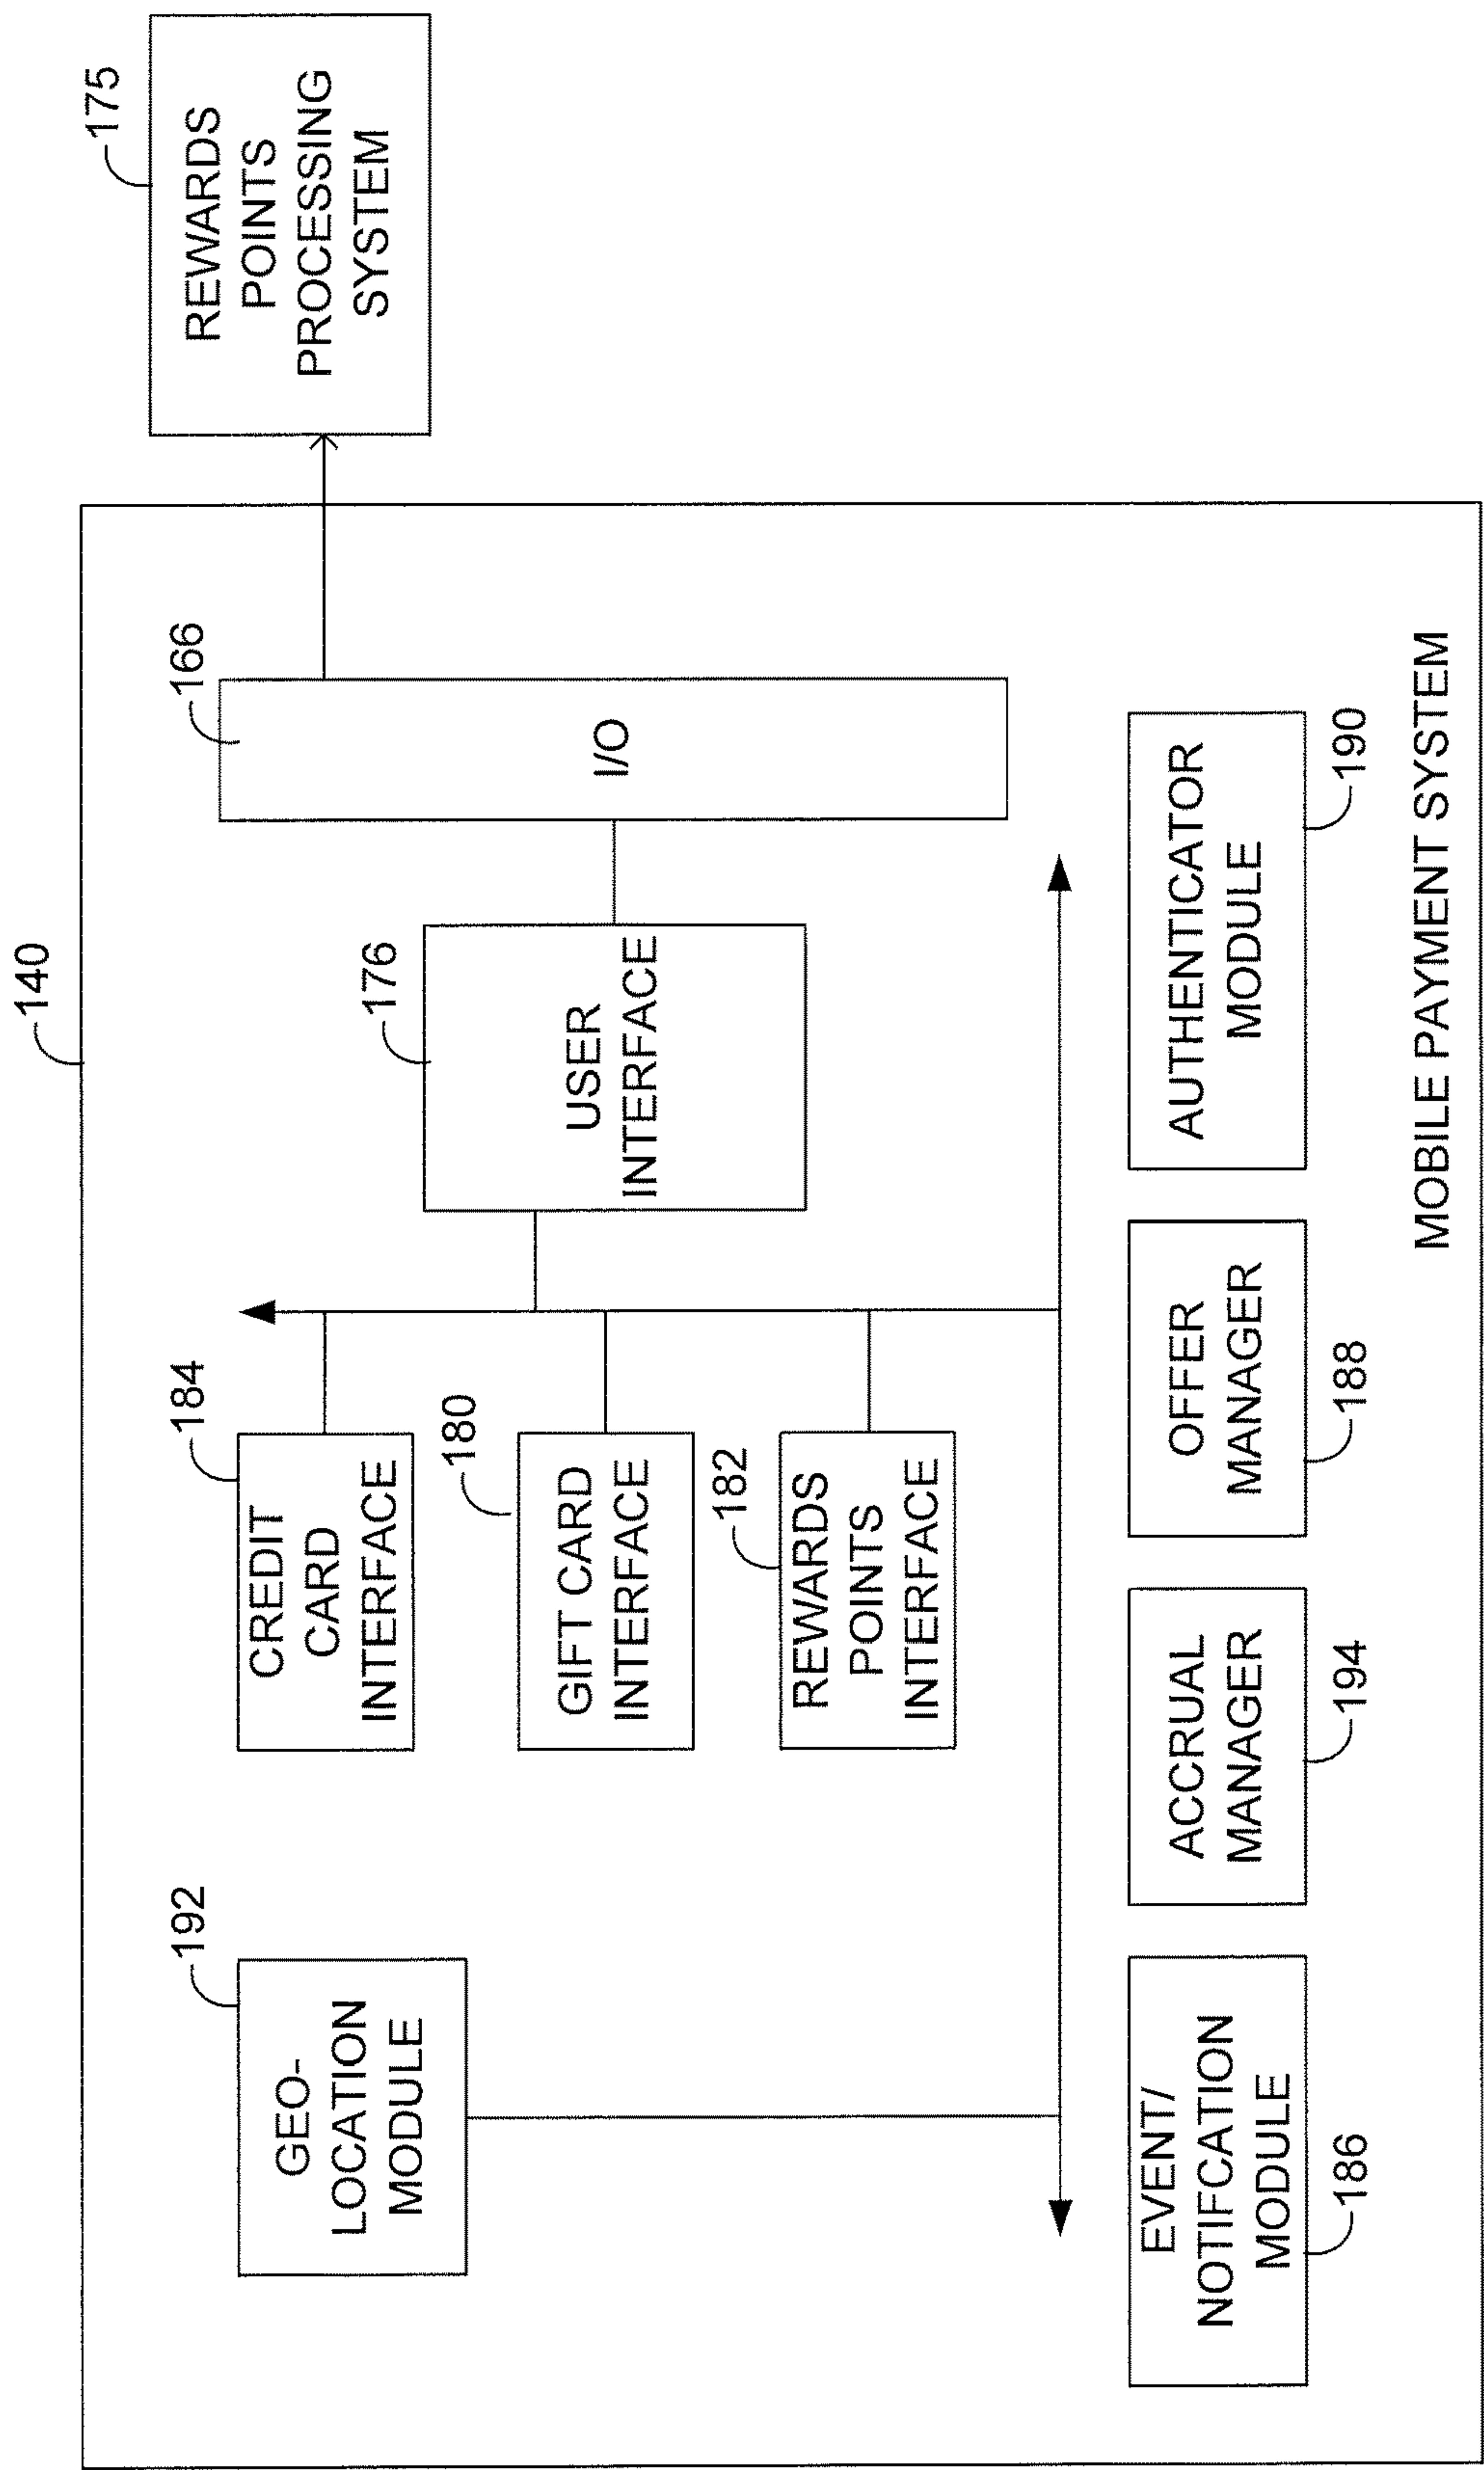 140
175
REWARDS
POINTS
PROCESSING
SYSTEM
192
GEO-
LOCATION
MODULE
184
CREDIT
CARD
INTERFACE
180
GIFT CARD
INTERFACE
182
REWARDS
POINTS
INTERFACE
176
USER
INTERFACE
166
I/O
EVENT/
NOTIFCATION
MODULE
186
ACCRUAL
MANAGER
194
OFFER
MANAGER
188
AUTHENTICATOR
MODULE
190
MOBILE PAYMENT SYSTEM